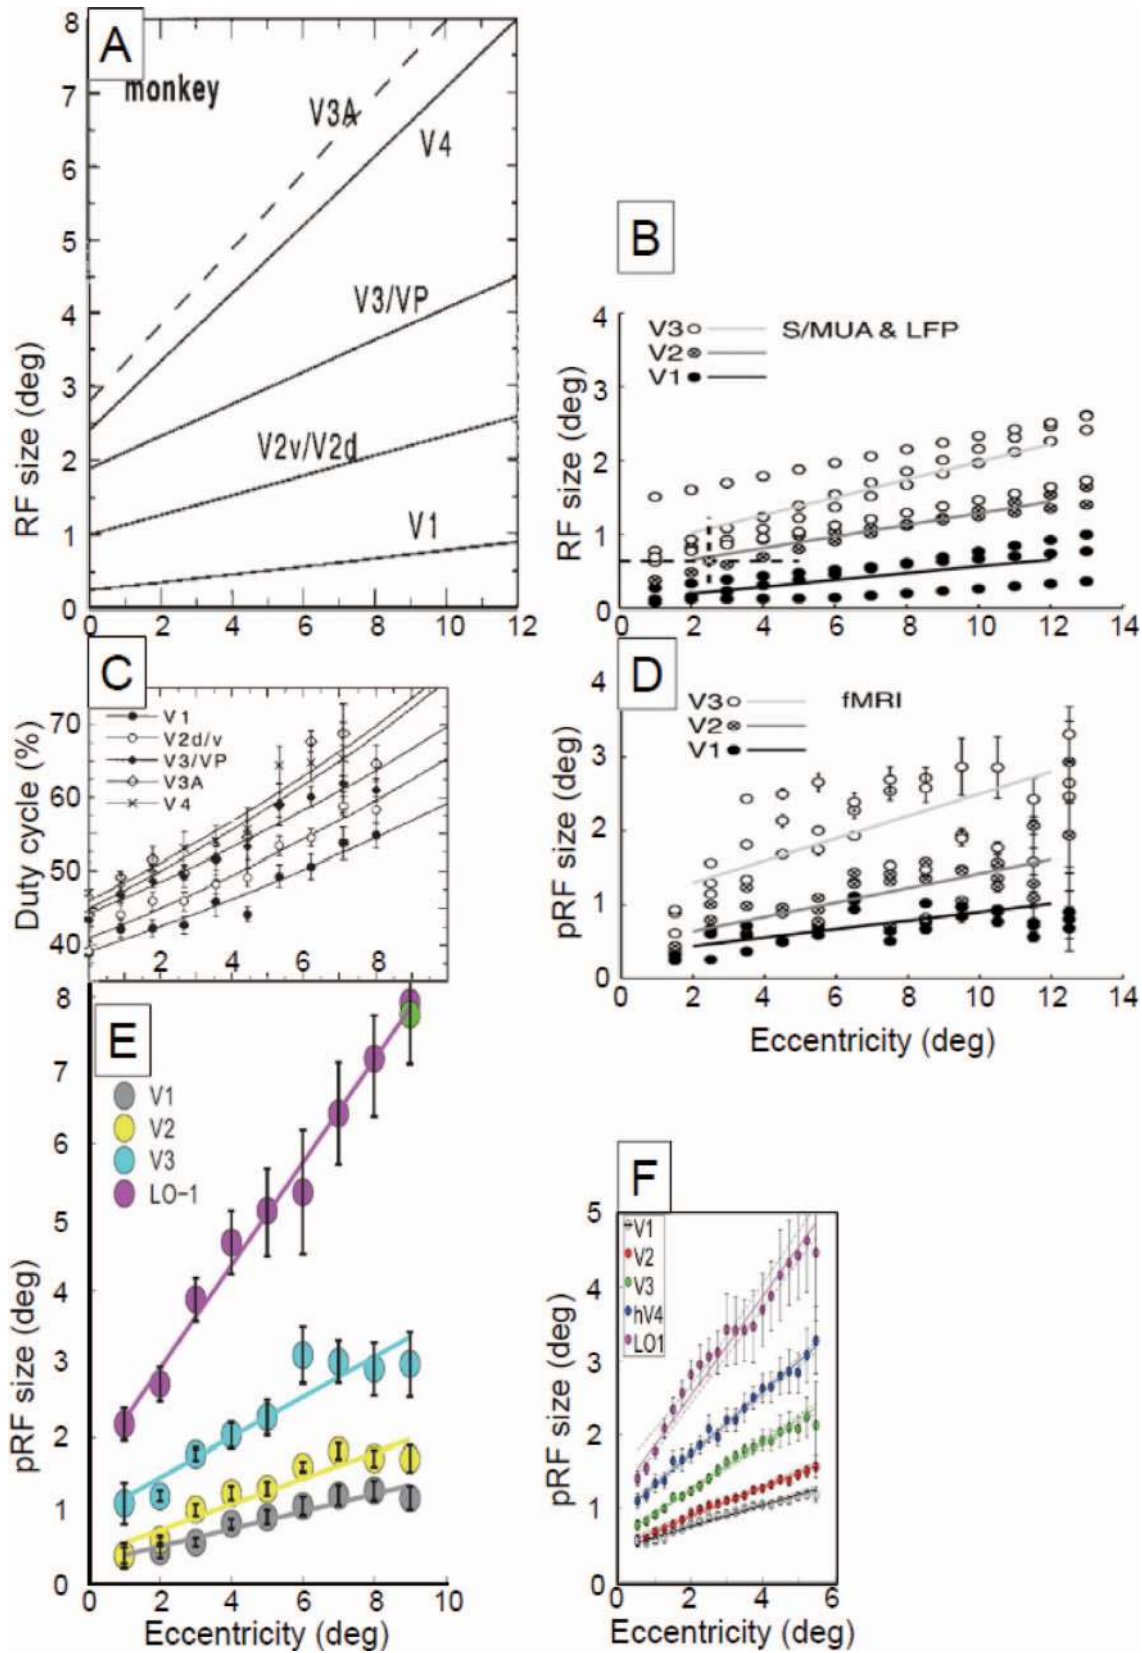 A
monkey
8
7
6
5
4
3
2
1
0
RF size (deg)
V3A
V4
V3/VP
V2v/V2d
V1
0 2 4 6 8 10 12
B
4
3
2
1
0
RF size (deg)
V3 S/MUA & LFP
V2
V1
0 2 4 6 8 10 12 14
C
70
60
50
40
Duty cycle (%)
V1
V2d/v
V3/VP
V3A
V4
2 4 6 8
D
4
3
2
1
0
pRF size (deg)
V3 fMRI
V2
V1
0 2 4 6 8 10 12 14
Eccentricity (deg)
E
8
7
6
5
4
3
2
1
0
pRF size (deg)
V1
V2
V3
LO-1
0 2 4 6 8 10
Eccentricity (deg)
F
5
4
3
2
1
0
pRF size (deg)
V1
V2
V3
hV4
LO1
0 2 4 6
Eccentricity (deg)